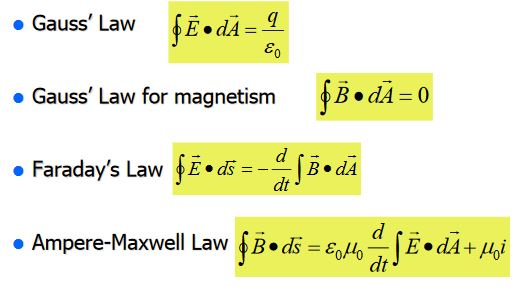 • Gauss’ Law ∮E⃗ • dA⃗ = q/ε₀
• Gauss’ Law for magnetism ∮B⃗ • dA⃗ = 0
• Faraday’s Law ∮E⃗ • ds⃗ = −d/dt ∫B⃗ • dA⃗
• Ampere-Maxwell Law ∮B⃗ • ds⃗ = ε₀μ₀ d/dt ∫E⃗ • dA⃗ + μ₀i